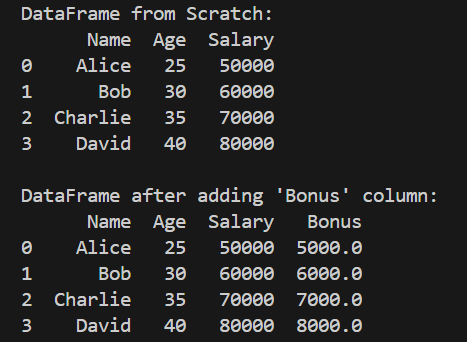 DataFrame from Scratch:
      Name  Age  Salary
0    Alice   25   50000
1      Bob   30   60000
2  Charlie   35   70000
3    David   40   80000

DataFrame after adding 'Bonus' column:
      Name  Age  Salary   Bonus
0    Alice   25   50000  5000.0
1      Bob   30   60000  6000.0
2  Charlie   35   70000  7000.0
3    David   40   80000  8000.0